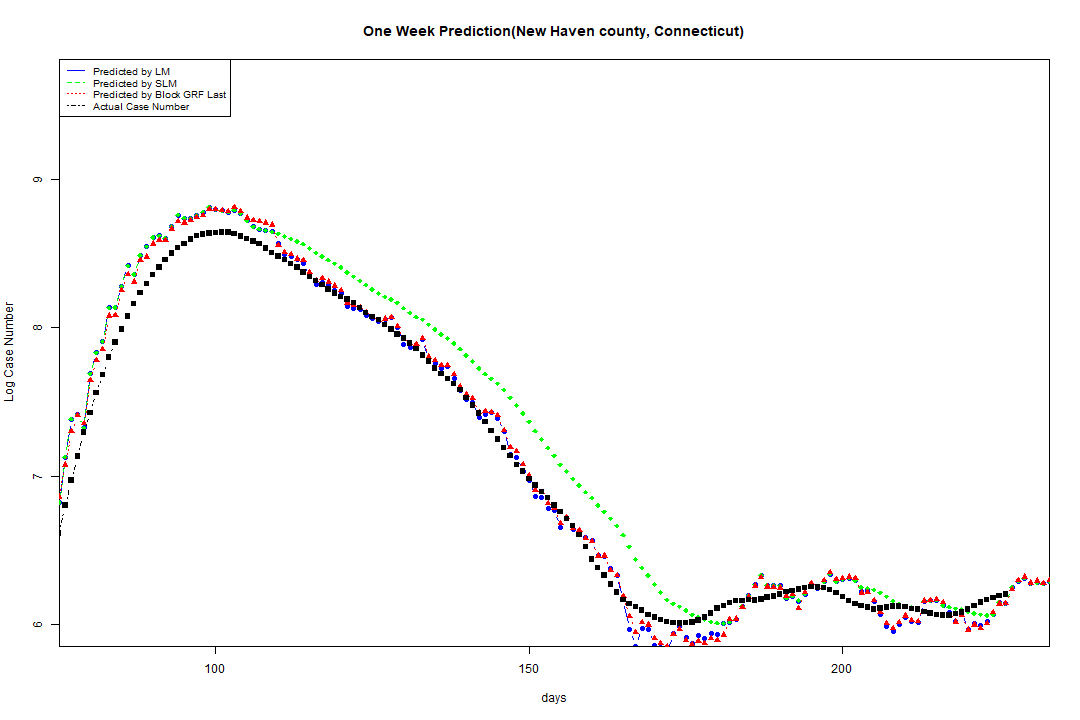 One Week Prediction(New Haven county, Connecticut)
Predicted by LM
Predicted by SLM
Predicted by Block GRF Last
Actual Case Number
Log Case Number
9
8
7
6
100
150
200
days